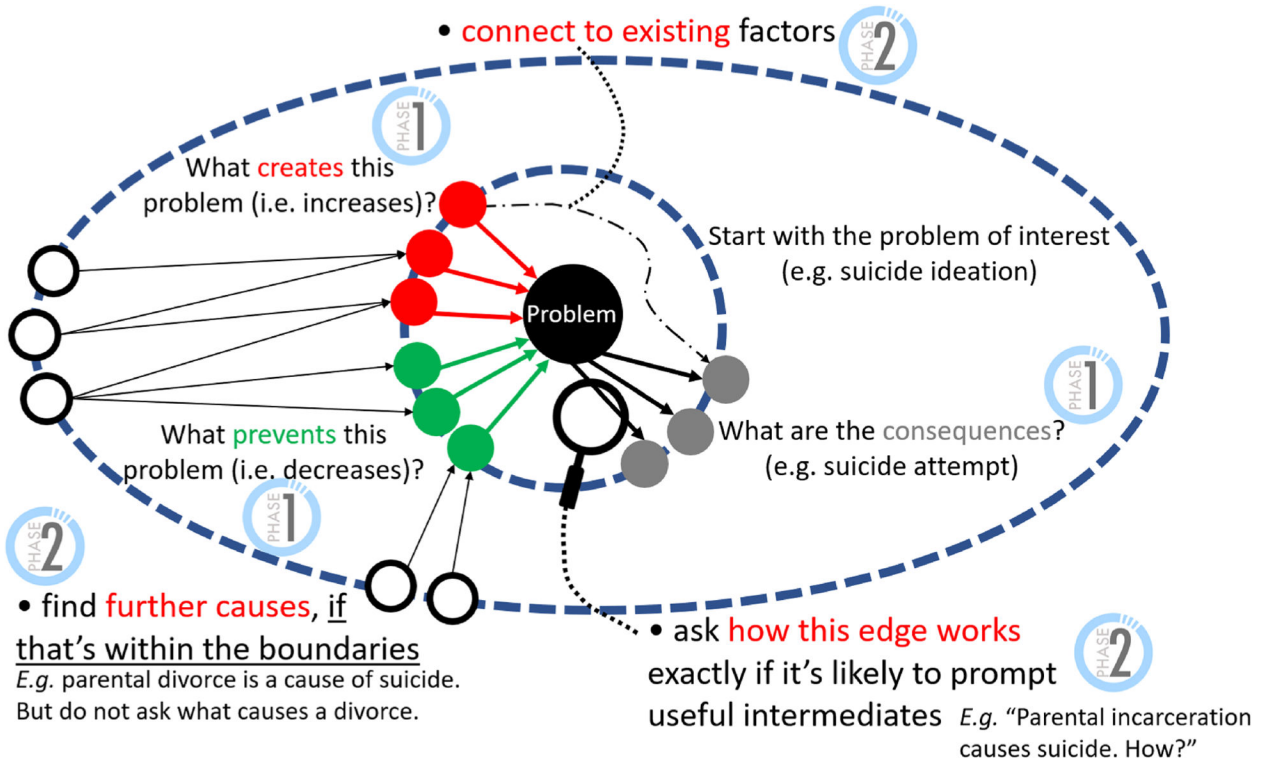 • connect to existing factors
PHASE 2
PHASE 1
What creates this
problem (i.e. increases)?
Start with the problem of interest
(e.g. suicide ideation)
Problem
PHASE 1
What are the consequences?
(e.g. suicide attempt)
What prevents this
problem (i.e. decreases)?
PHASE 1
PHASE 2
• find further causes, if
that's within the boundaries
E.g. parental divorce is a cause of suicide.
But do not ask what causes a divorce.
• ask how this edge works
exactly if it's likely to prompt
useful intermediates
PHASE 2
E.g. “Parental incarceration
causes suicide. How?”